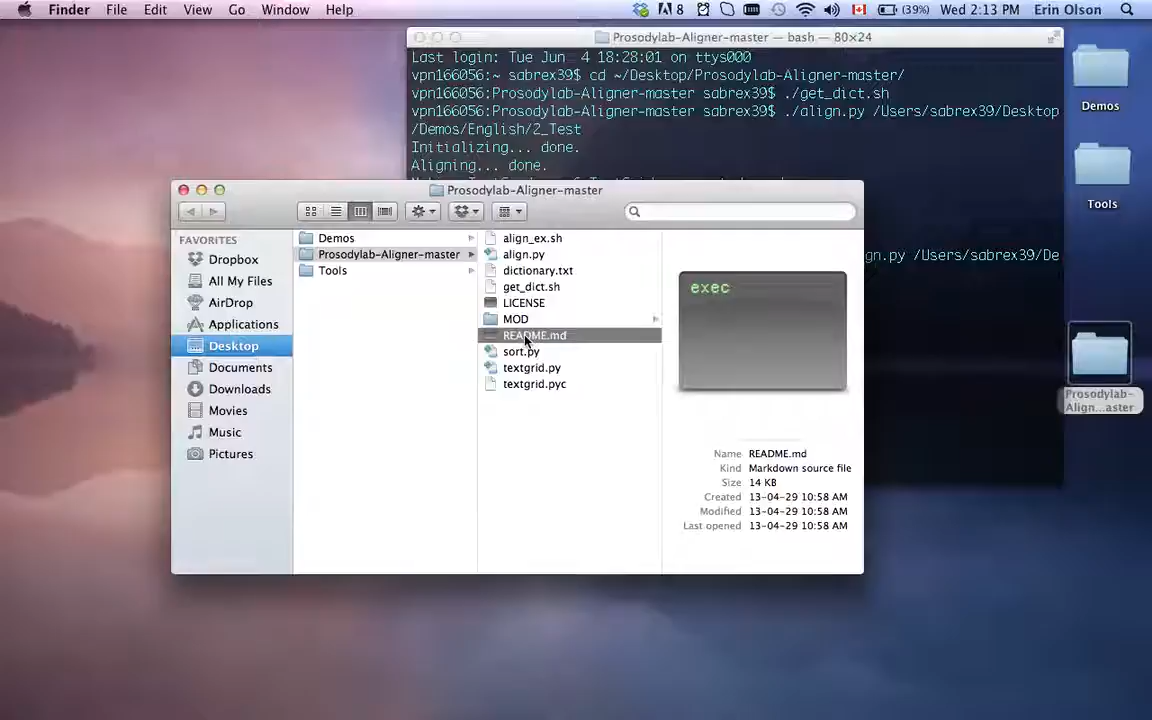 Finder File Edit View Go Window Help
8 (39%) Wed 2:13 PM Erin Olson
Prosodylab-Aligner-master — bash — 80×24
Last login: Tue Jun 4 18:28:01 on ttys000
vpn166056:~ sabrex39$ cd ~/Desktop/Prosodylab-Aligner-master/
vpn166056:Prosodylab-Aligner-master sabrex39$ ./get_dict.sh
vpn166056:Prosodylab-Aligner-master sabrex39$ ./align.py /Users/sabrex39/Desktop
/Demos/English/2_Test
Initializing... done.
Aligning... done.
gn.py /Users/sabrex39/De
Demos
Tools
Prosodylab-
Align...aster
Prosodylab-Aligner-master
FAVORITES
Dropbox
All My Files
AirDrop
Applications
Desktop
Documents
Downloads
Movies
Music
Pictures
Demos
Prosodylab-Aligner-master
Tools
align_ex.sh
align.py
dictionary.txt
get_dict.sh
LICENSE
MOD
README.md
sort.py
textgrid.py
textgrid.pyc
exec
Name README.md
Kind Markdown source file
Size 14 KB
Created 13-04-29 10:58 AM
Modified 13-04-29 10:58 AM
Last opened 13-04-29 10:58 AM